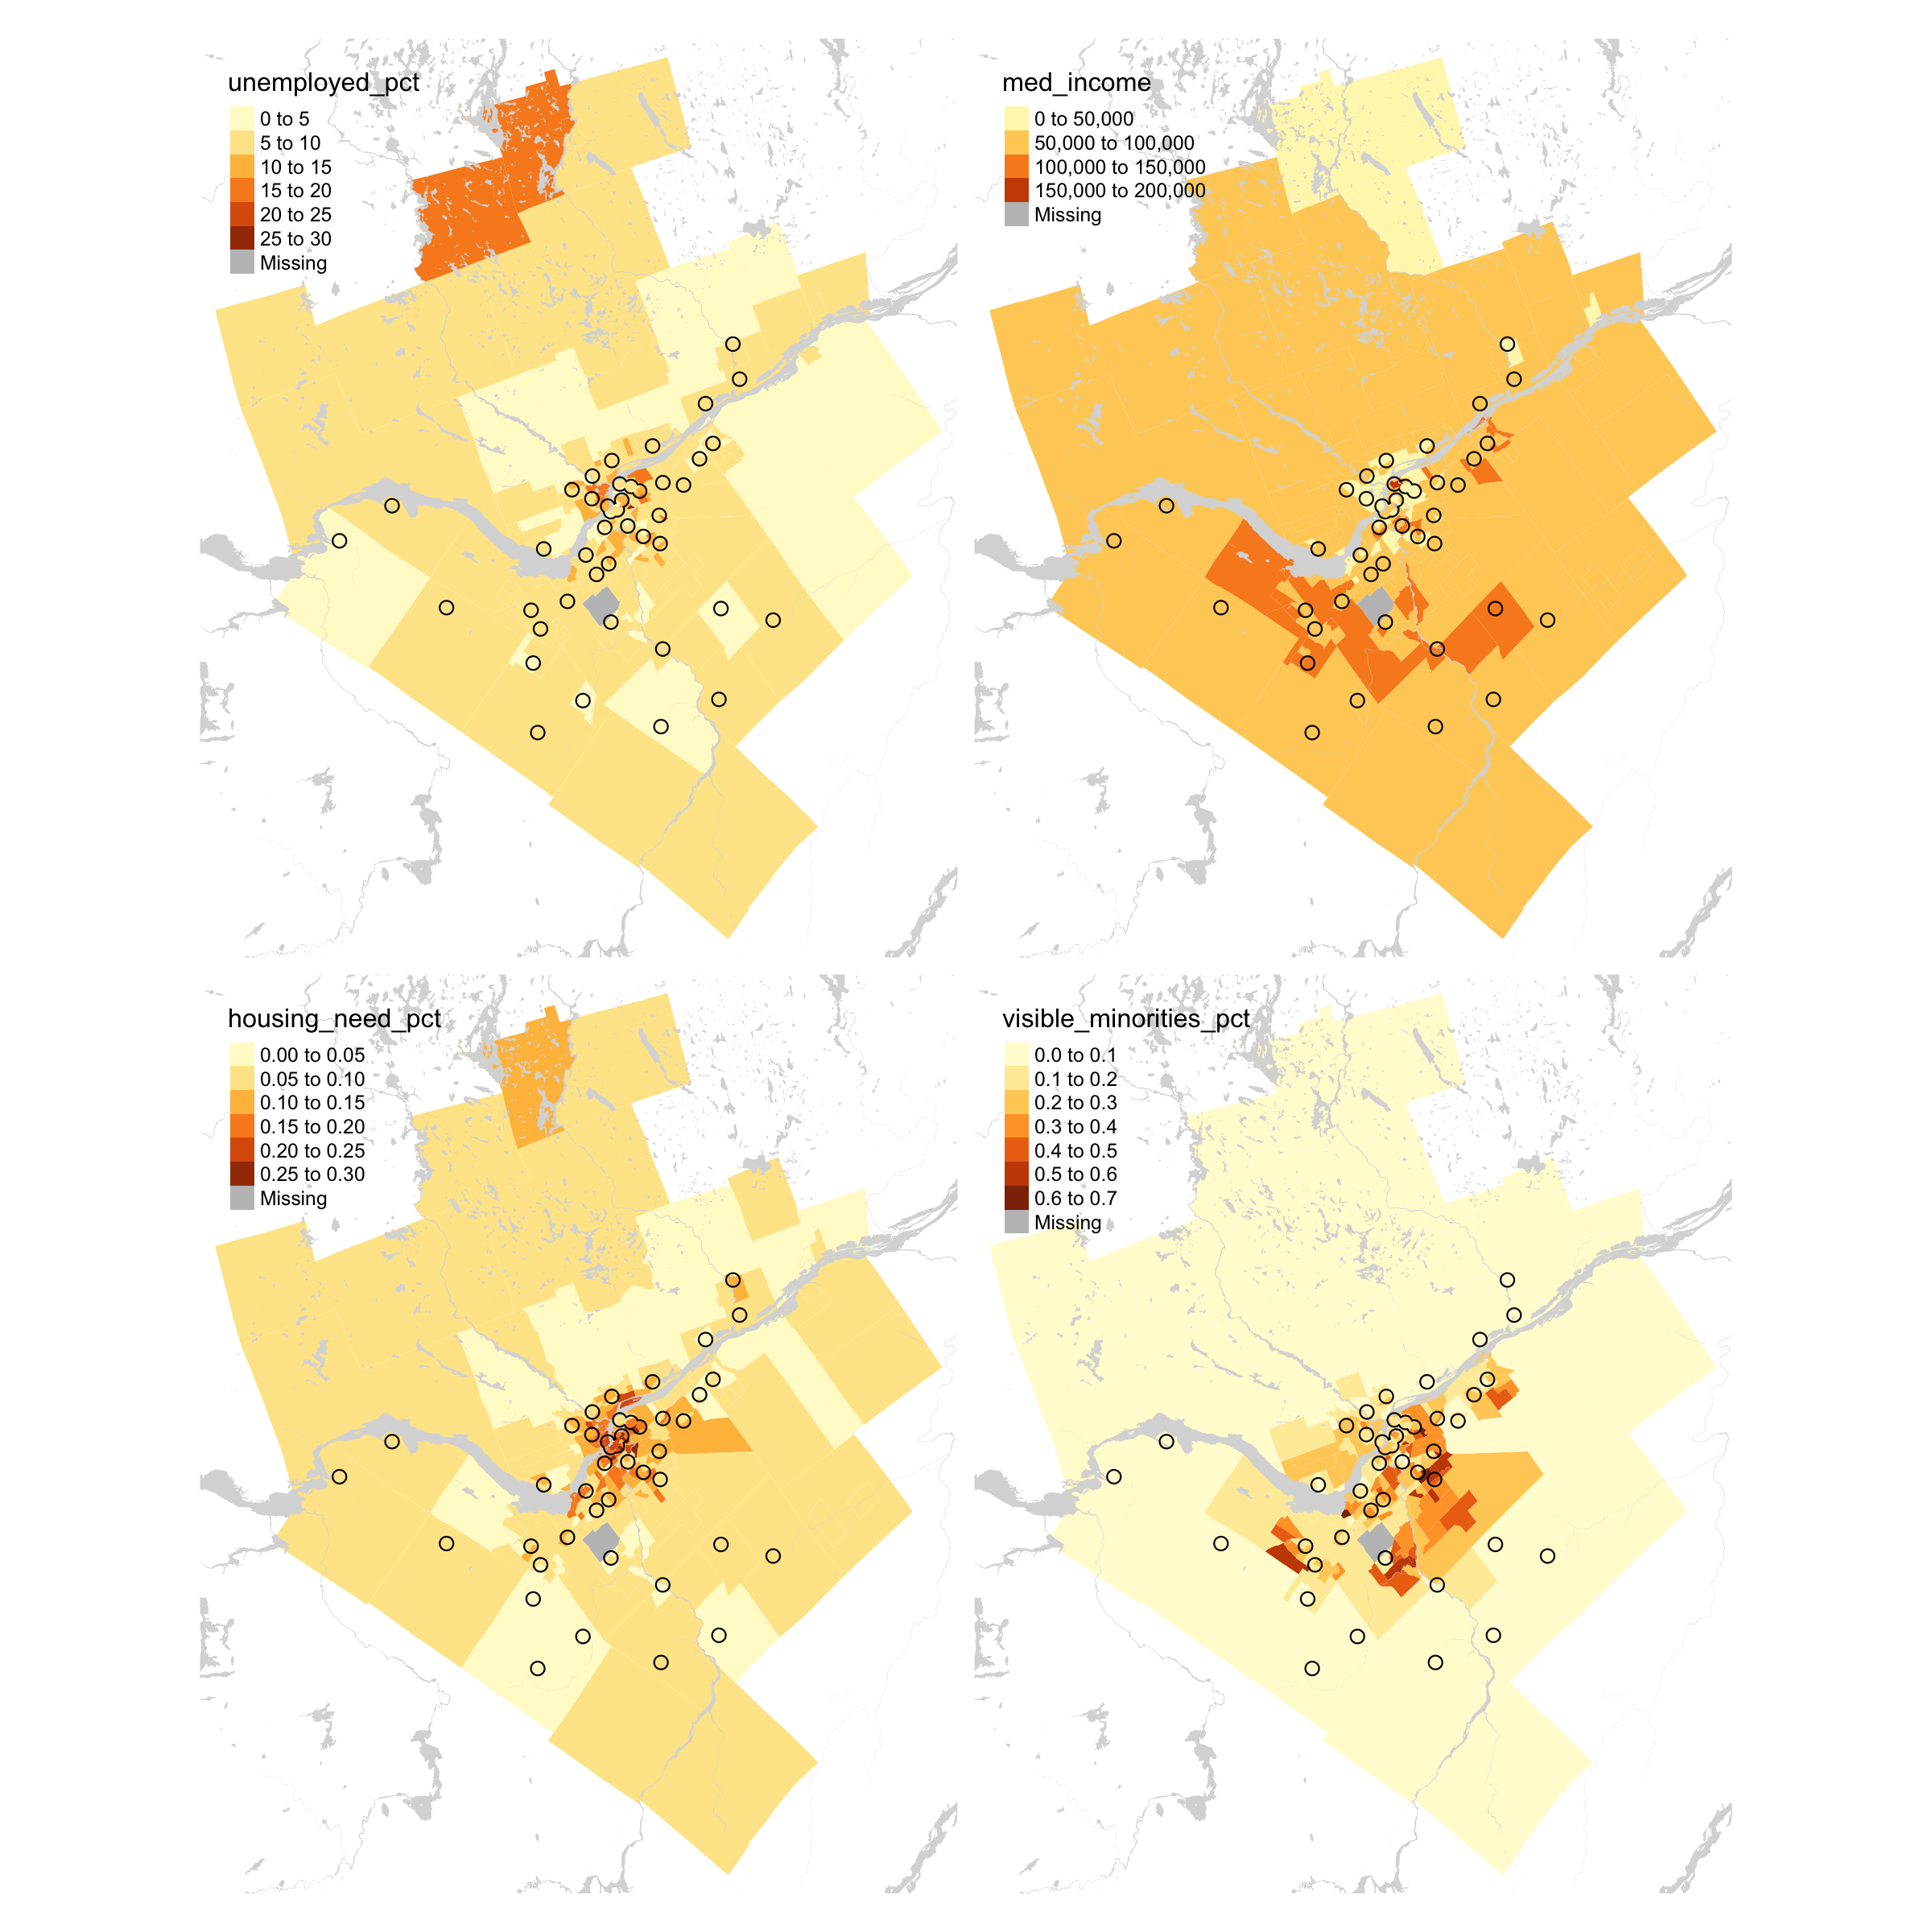 unemployed_pct
0 to 5
5 to 10
10 to 15
15 to 20
20 to 25
25 to 30
Missing
med_income
0 to 50,000
50,000 to 100,000
100,000 to 150,000
150,000 to 200,000
Missing
housing_need_pct
0.00 to 0.05
0.05 to 0.10
0.10 to 0.15
0.15 to 0.20
0.20 to 0.25
0.25 to 0.30
Missing
visible_minorities_pct
0.0 to 0.1
0.1 to 0.2
0.2 to 0.3
0.3 to 0.4
0.4 to 0.5
0.5 to 0.6
0.6 to 0.7
Missing